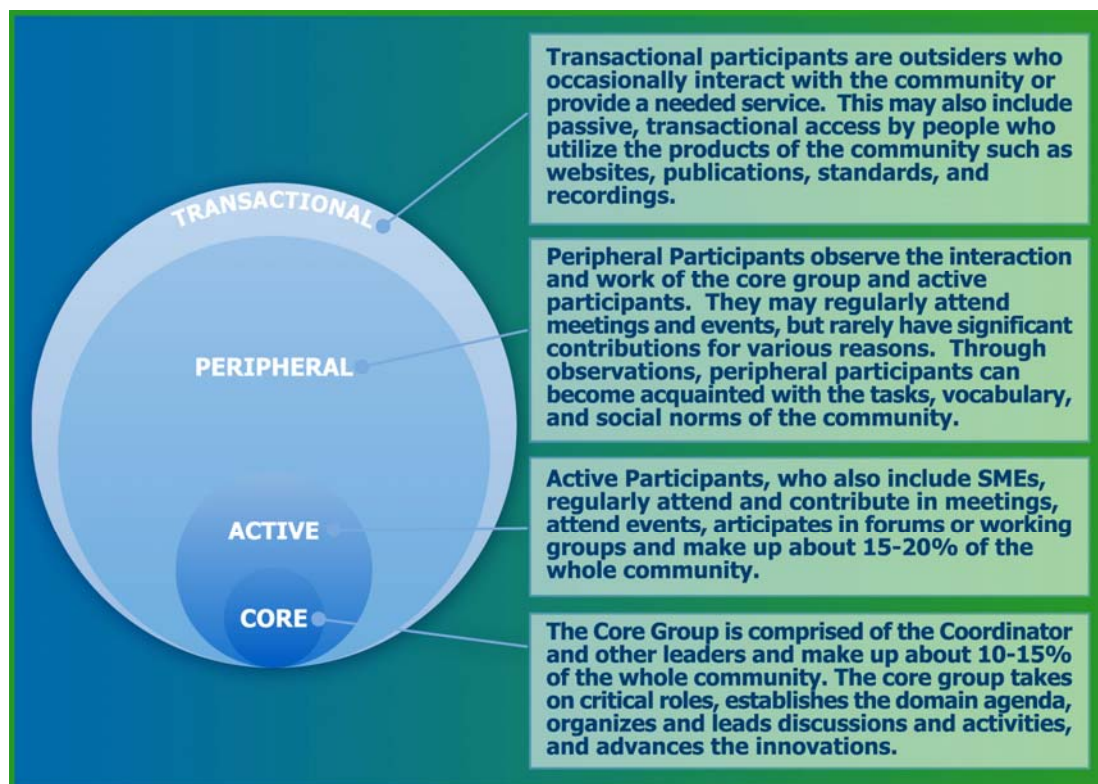 TRANSACTIONAL
Transactional participants are outsiders who
occasionally interact with the community or
provide a needed service.  This may also include
passive, transactional access by people who
utilize the products of the community such as
websites, publications, standards, and
recordings.
PERIPHERAL
Peripheral Participants observe the interaction
and work of the core group and active
participants.  They may regularly attend
meetings and events, but rarely have significant
contributions for various reasons.  Through
observations, peripheral participants can
become acquainted with the tasks, vocabulary,
and social norms of the community.
ACTIVE
Active Participants, who also include SMEs,
regularly attend and contribute in meetings,
attend events, articipates in forums or working
groups and make up about 15-20% of the
whole community.
CORE
The Core Group is comprised of the Coordinator
and other leaders and make up about 10-15%
of the whole community. The core group takes
on critical roles, establishes the domain agenda,
organizes and leads discussions and activities,
and advances the innovations.